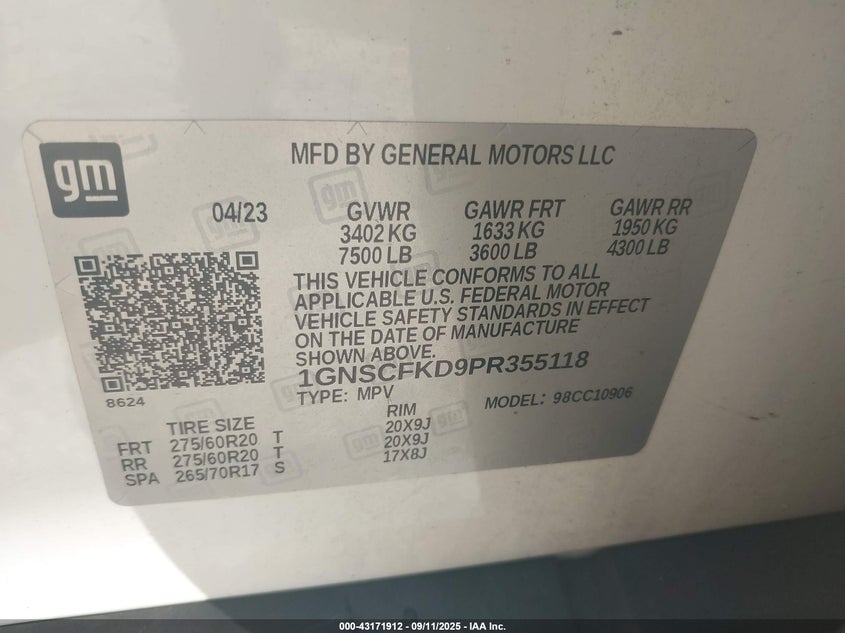 gm
MFD BY GENERAL MOTORS LLC
04/23 GVWR GAWR FRT GAWR RR
3402 KG 1633 KG 1950 KG
7500 LB 3600 LB 4300 LB
THIS VEHICLE CONFORMS TO ALL
APPLICABLE U.S. FEDERAL MOTOR
VEHICLE SAFETY STANDARDS IN EFFECT
ON THE DATE OF MANUFACTURE
SHOWN ABOVE.
1GNSCFKD9PR355118
TYPE: MPV MODEL: 98CC10906
8624
TIRE SIZE RIM
FRT 275/60R20 T 20X9J
RR 275/60R20 T 20X9J
SPA 265/70R17 S 17X8J
000-43171912 - 09/11/2025 - IAA Inc.